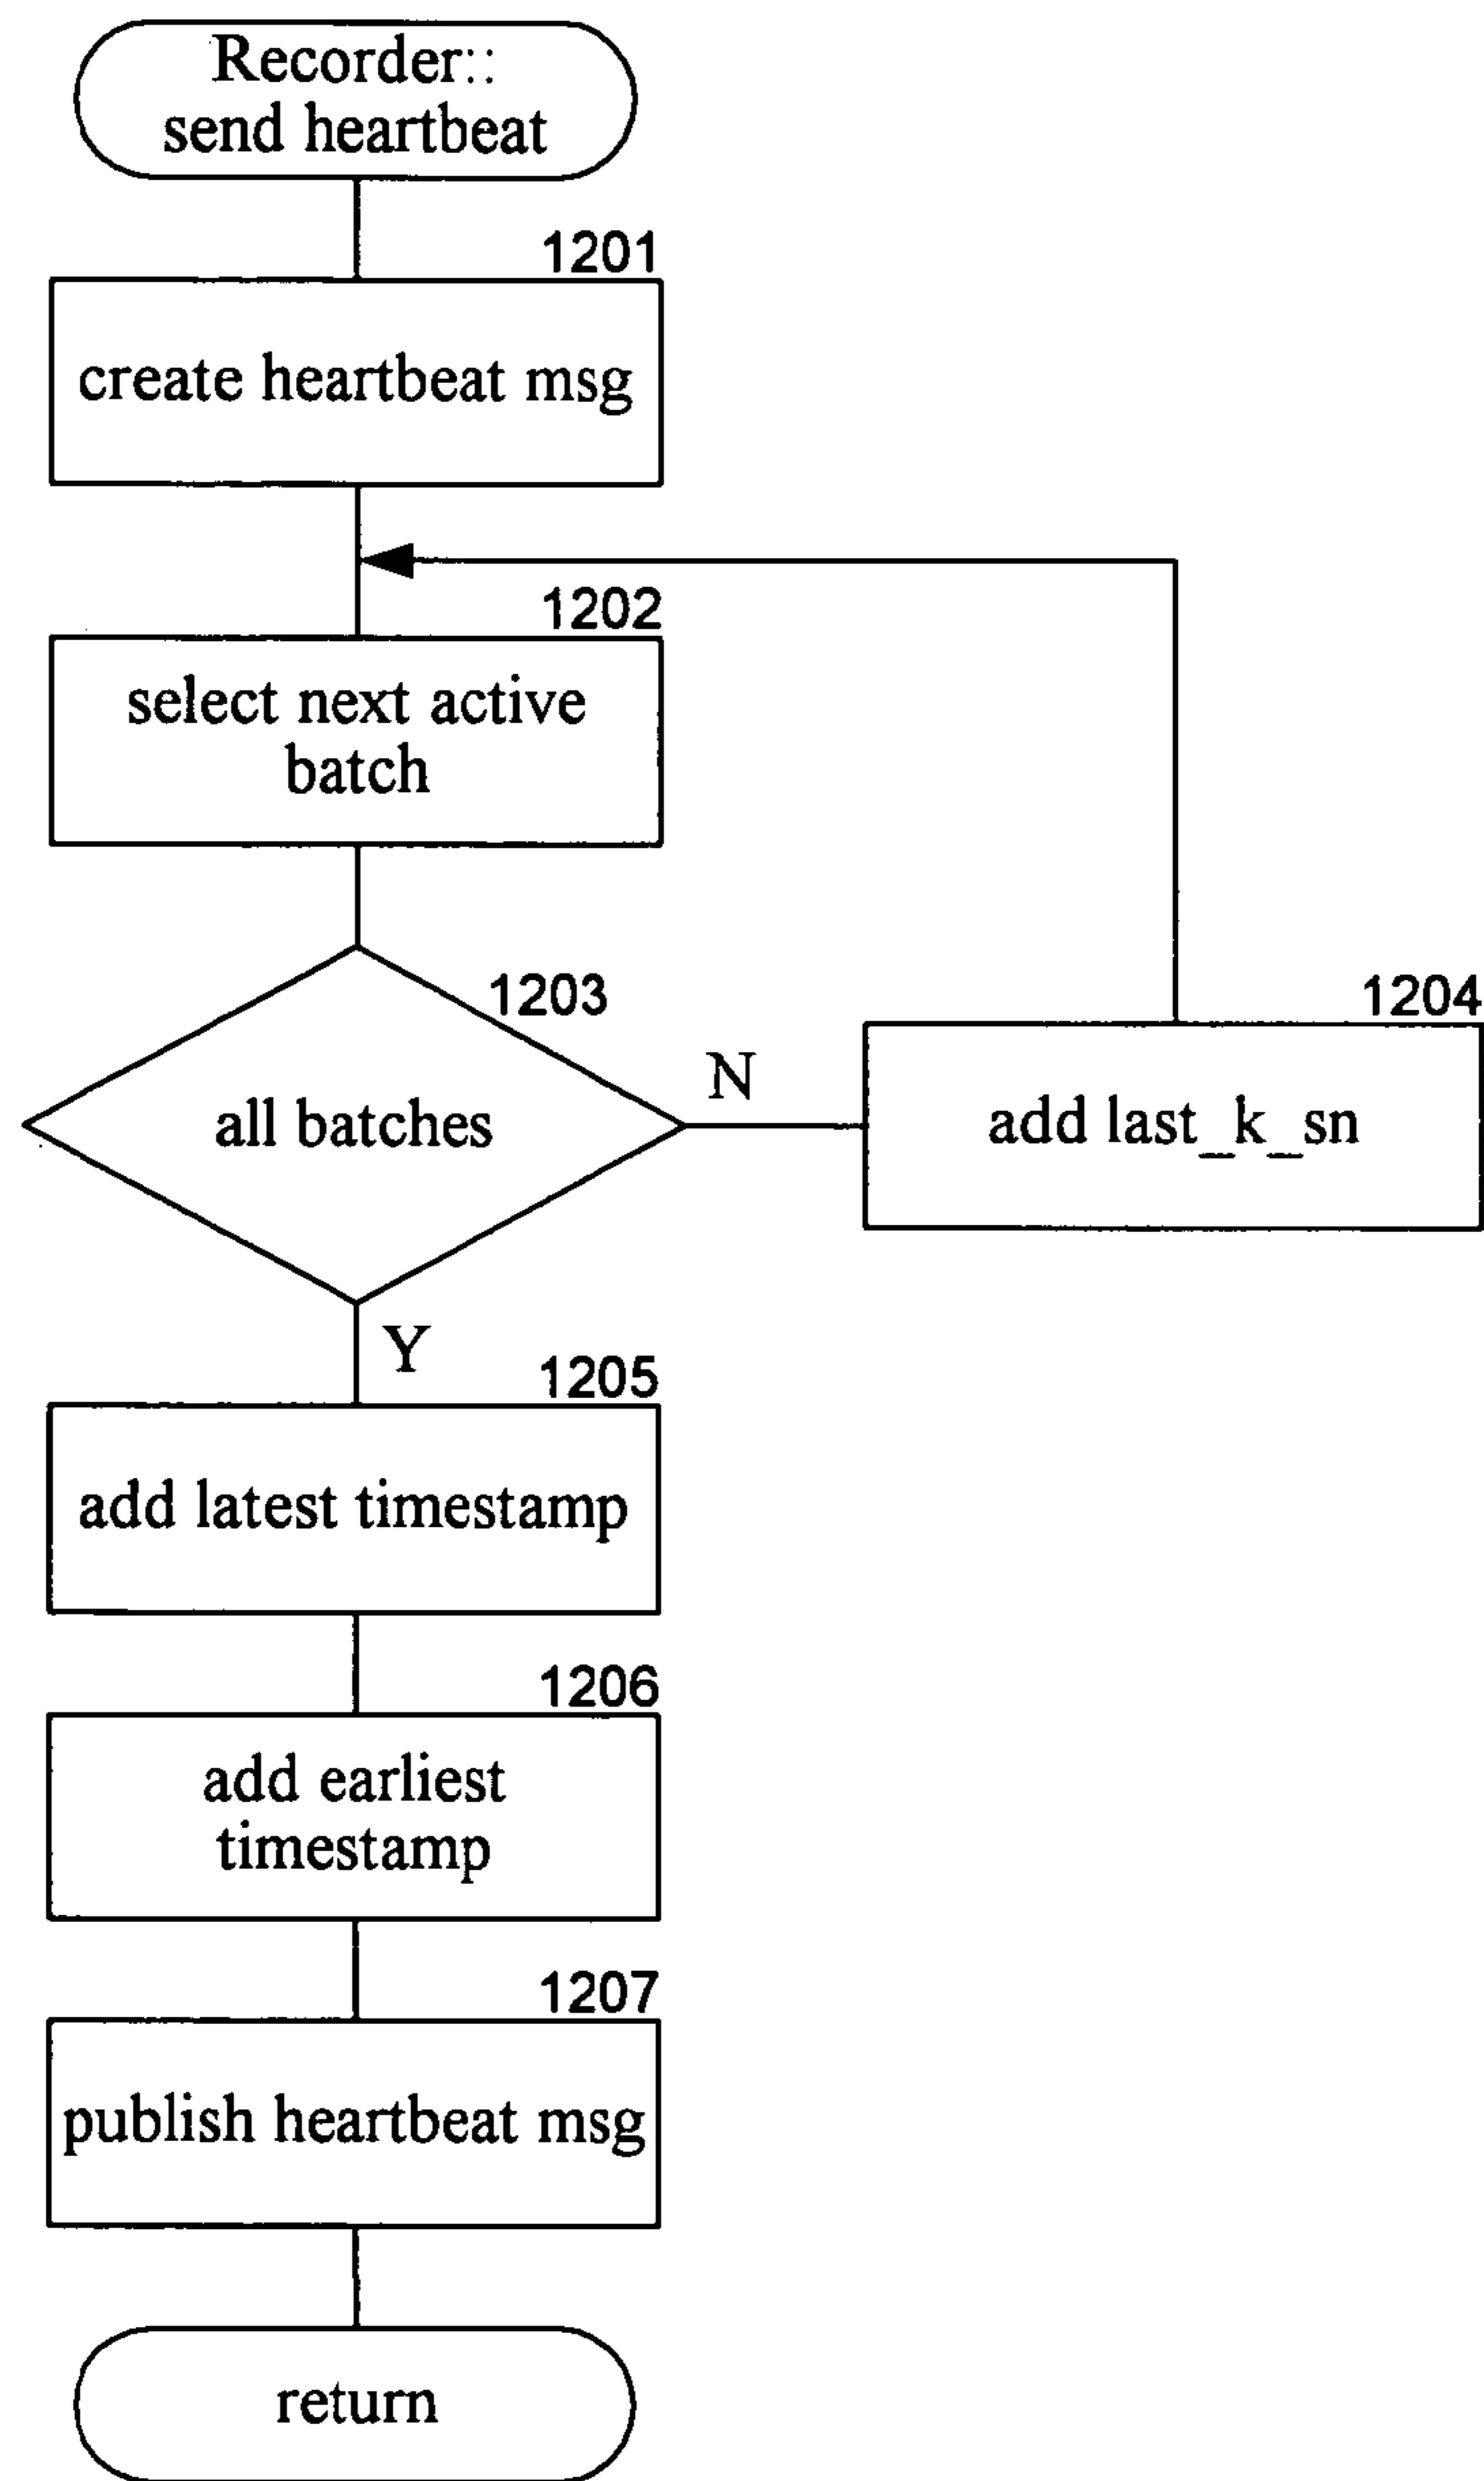 Recorder::
send heartbeat
1201
create heartbeat msg
1202
select next active
batch
1203
all batches
N
1204
add last_k_sn
Y
1205
add latest timestamp
1206
add earliest
timestamp
1207
publish heartbeat msg
return